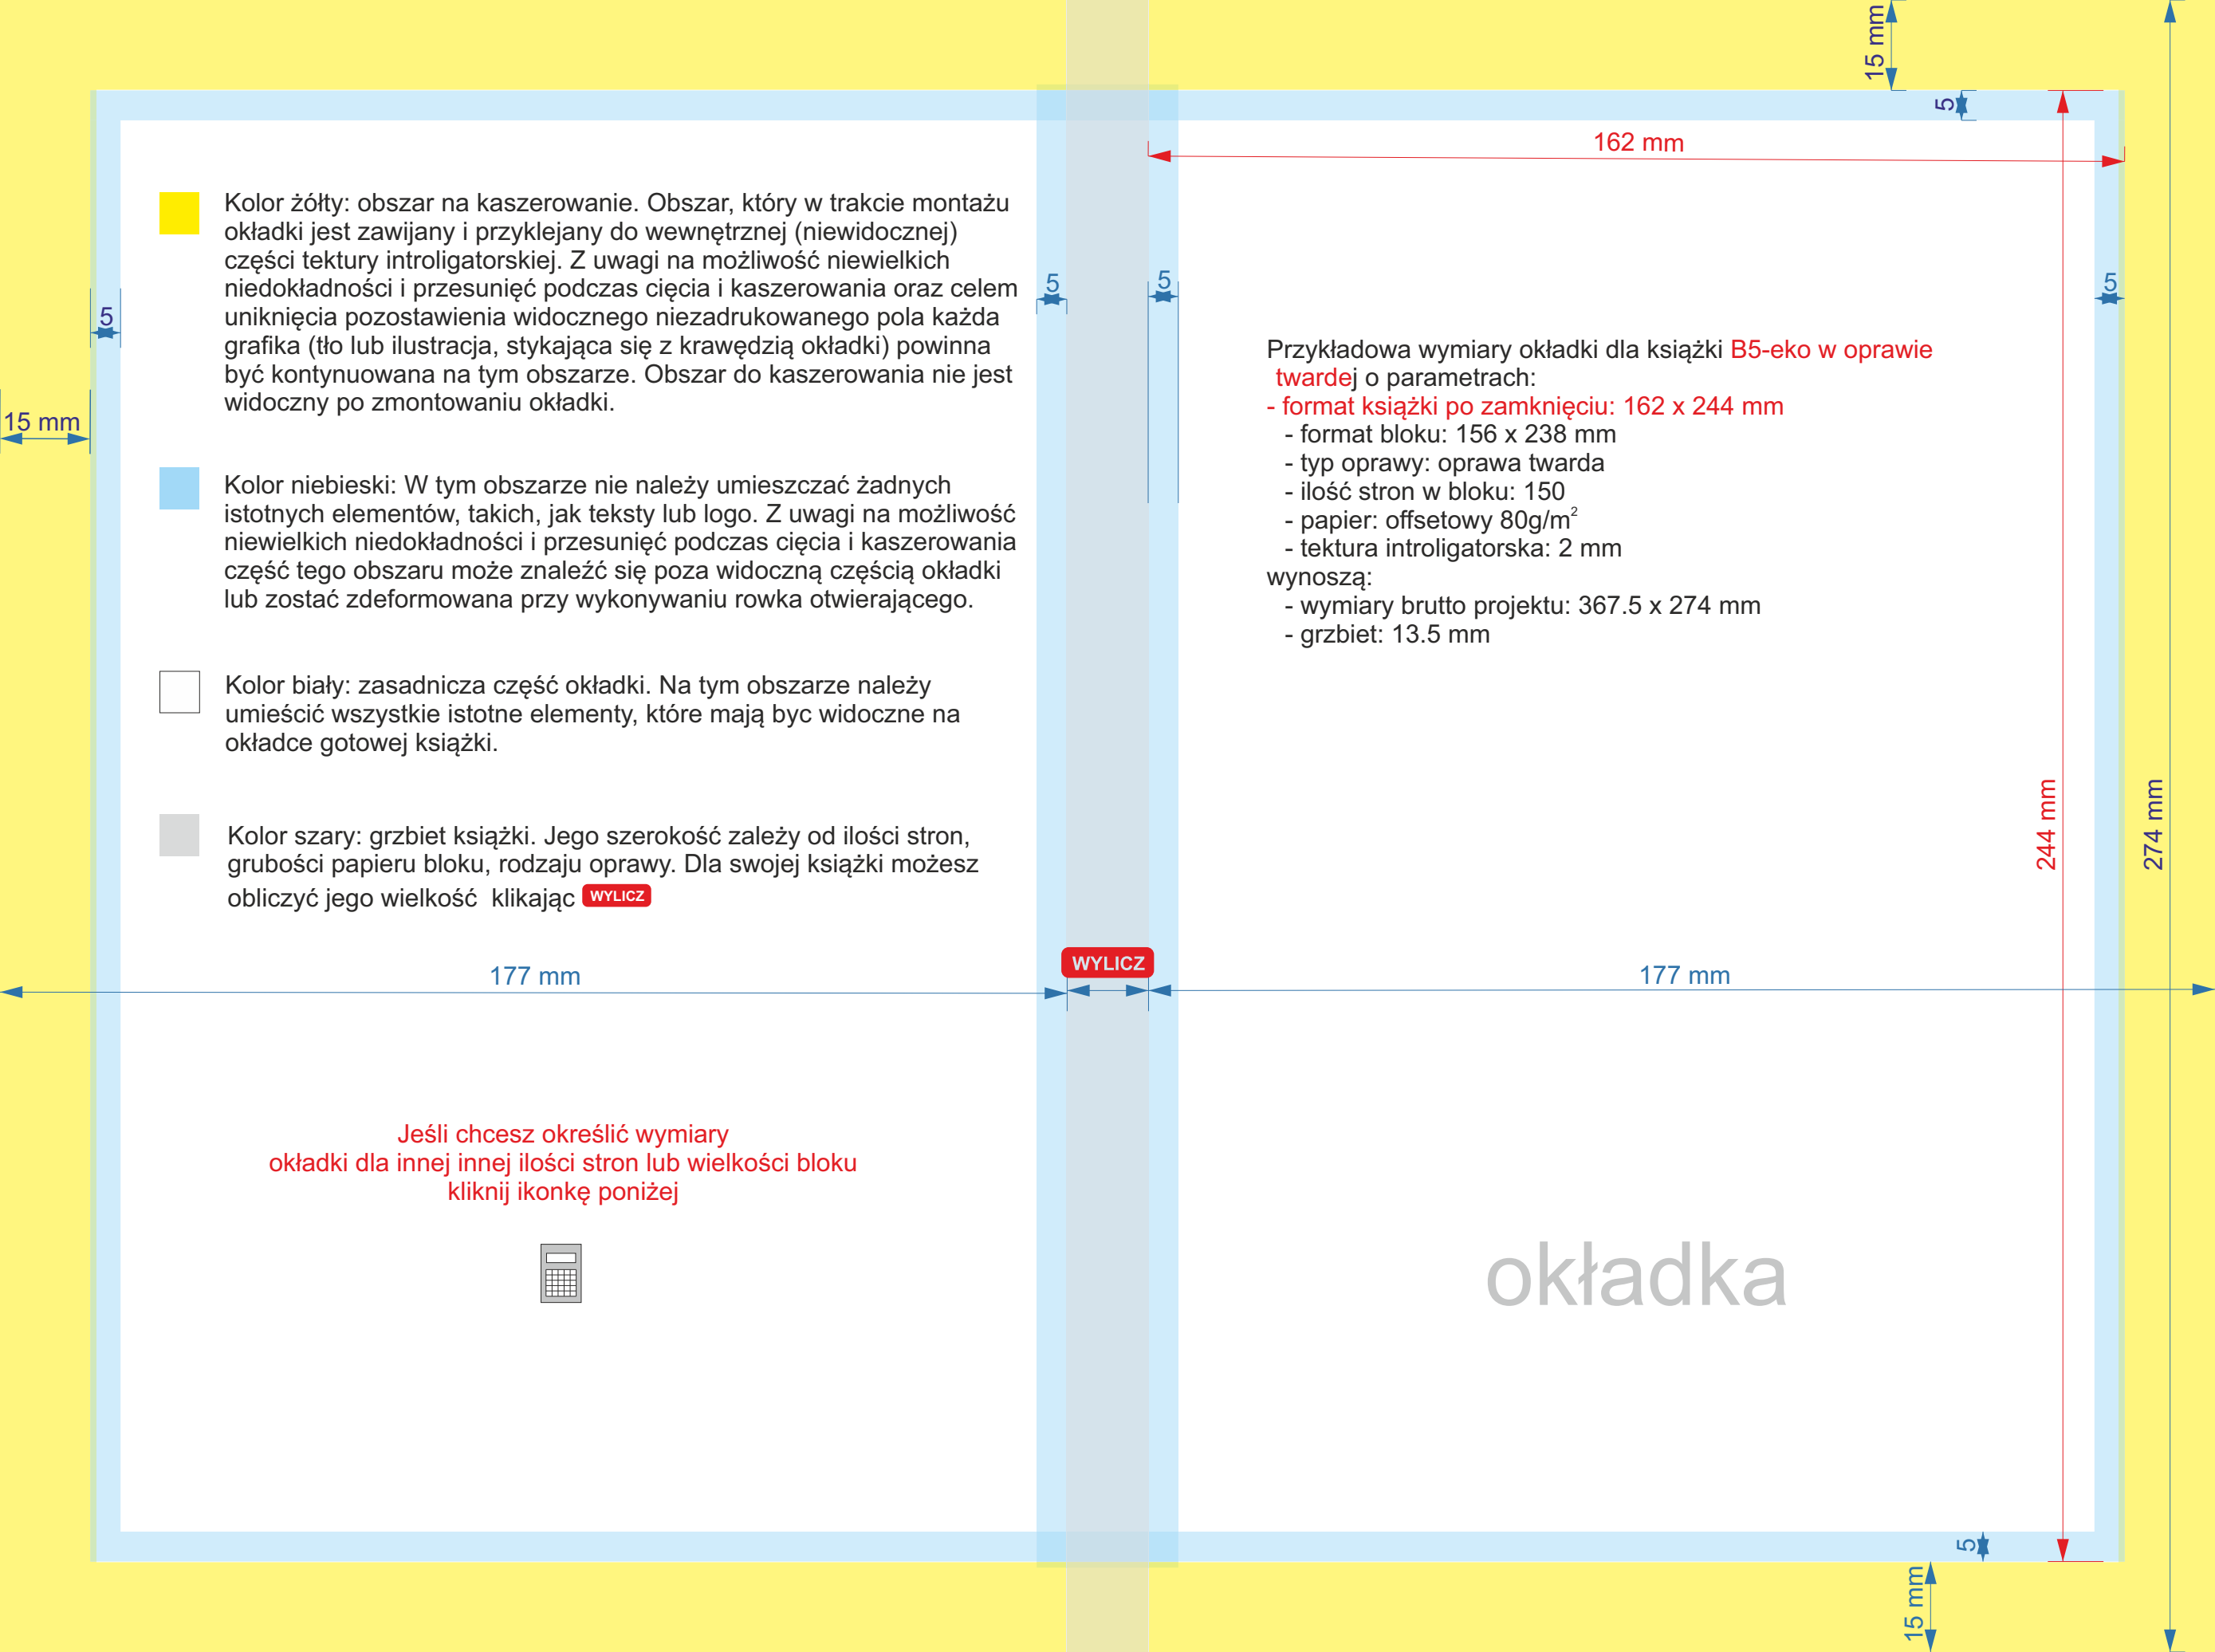 15 mm
5
162 mm
Kolor żółty: obszar na kaszerowanie. Obszar, który w trakcie montażu
okładki jest zawijany i przyklejany do wewnętrznej (niewidocznej)
części tektury introligatorskiej. Z uwagi na możliwość niewielkich
niedokładności i przesunięć podczas cięcia i kaszerowania oraz celem
uniknięcia pozostawienia widocznego niezadrukowanego pola każda
grafika (tło lub ilustracja, stykająca się z krawędzią okładki) powinna
być kontynuowana na tym obszarze. Obszar do kaszerowania nie jest
widoczny po zmontowaniu okładki.
5
15 mm
5
5
5
Kolor niebieski: W tym obszarze nie należy umieszczać żadnych
istotnych elementów, takich, jak teksty lub logo. Z uwagi na możliwość
niewielkich niedokładności i przesunięć podczas cięcia i kaszerowania
część tego obszaru może znaleźć się poza widoczną częścią okładki
lub zostać zdeformowana przy wykonywaniu rowka otwierającego.
Kolor biały: zasadnicza część okładki. Na tym obszarze należy
umieścić wszystkie istotne elementy, które mają byc widoczne na
okładce gotowej książki.
Kolor szary: grzbiet książki. Jego szerokość zależy od ilości stron,
grubości papieru bloku, rodzaju oprawy. Dla swojej książki możesz
obliczyć jego wielkość klikając WYLICZ
Przykładowa wymiary okładki dla książki B5-eko w oprawie
twardej o parametrach:
- format książki po zamknięciu: 162 x 244 mm
- format bloku: 156 x 238 mm
- typ oprawy: oprawa twarda
- ilość stron w bloku: 150
- papier: offsetowy 80g/m²
- tektura introligatorska: 2 mm
wynoszą:
- wymiary brutto projektu: 367.5 x 274 mm
- grzbiet: 13.5 mm
244 mm
274 mm
177 mm
WYLICZ
177 mm
Jeśli chcesz określić wymiary
okładki dla innej innej ilości stron lub wielkości bloku
kliknij ikonkę poniżej
okładka
5
15 mm